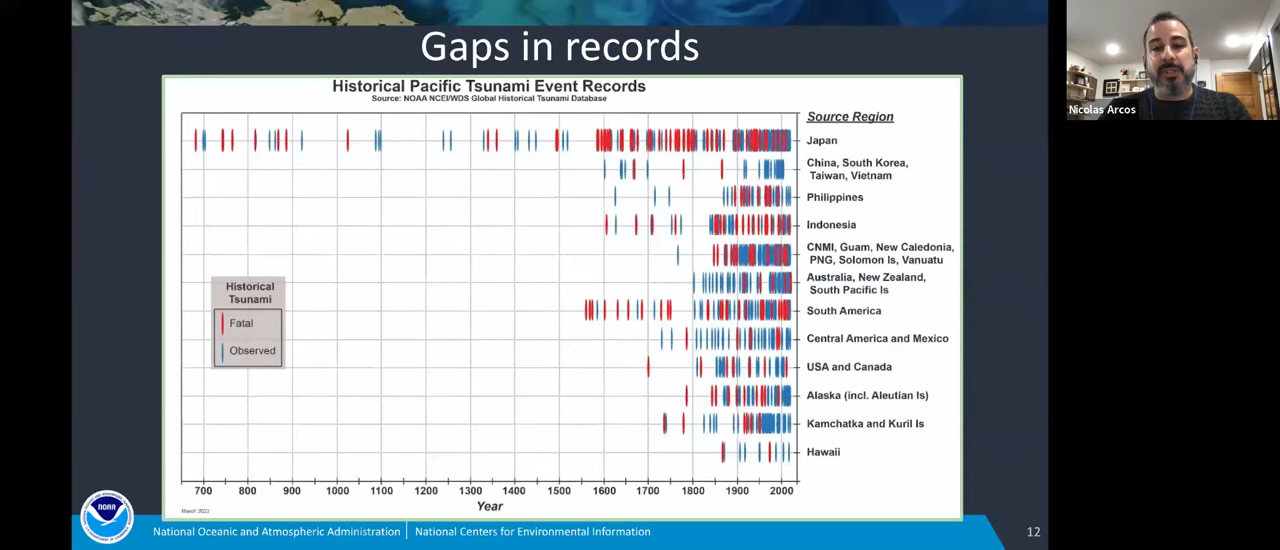 Gaps in records
Historical Pacific Tsunami Event Records
Source: NOAA NCEI/WDS Global Historical Tsunami Database
Source Region
Japan
China, South Korea,
Taiwan, Vietnam
Philippines
Indonesia
CNMI, Guam, New Caledonia,
PNG, Solomon Is, Vanuatu
Australia, New Zealand,
South Pacific Is
South America
Central America and Mexico
USA and Canada
Alaska (incl. Aleutian Is)
Kamchatka and Kuril Is
Hawaii
Historical
Tsunami
Fatal
Observed
700 800 900 1000 1100 1200 1300 1400 1500 1600 1700 1800 1900 2000
Year
March 2022
NOAA
National Oceanic and Atmospheric Administration | National Centers for Environmental Information
12
Nicolas Arcos